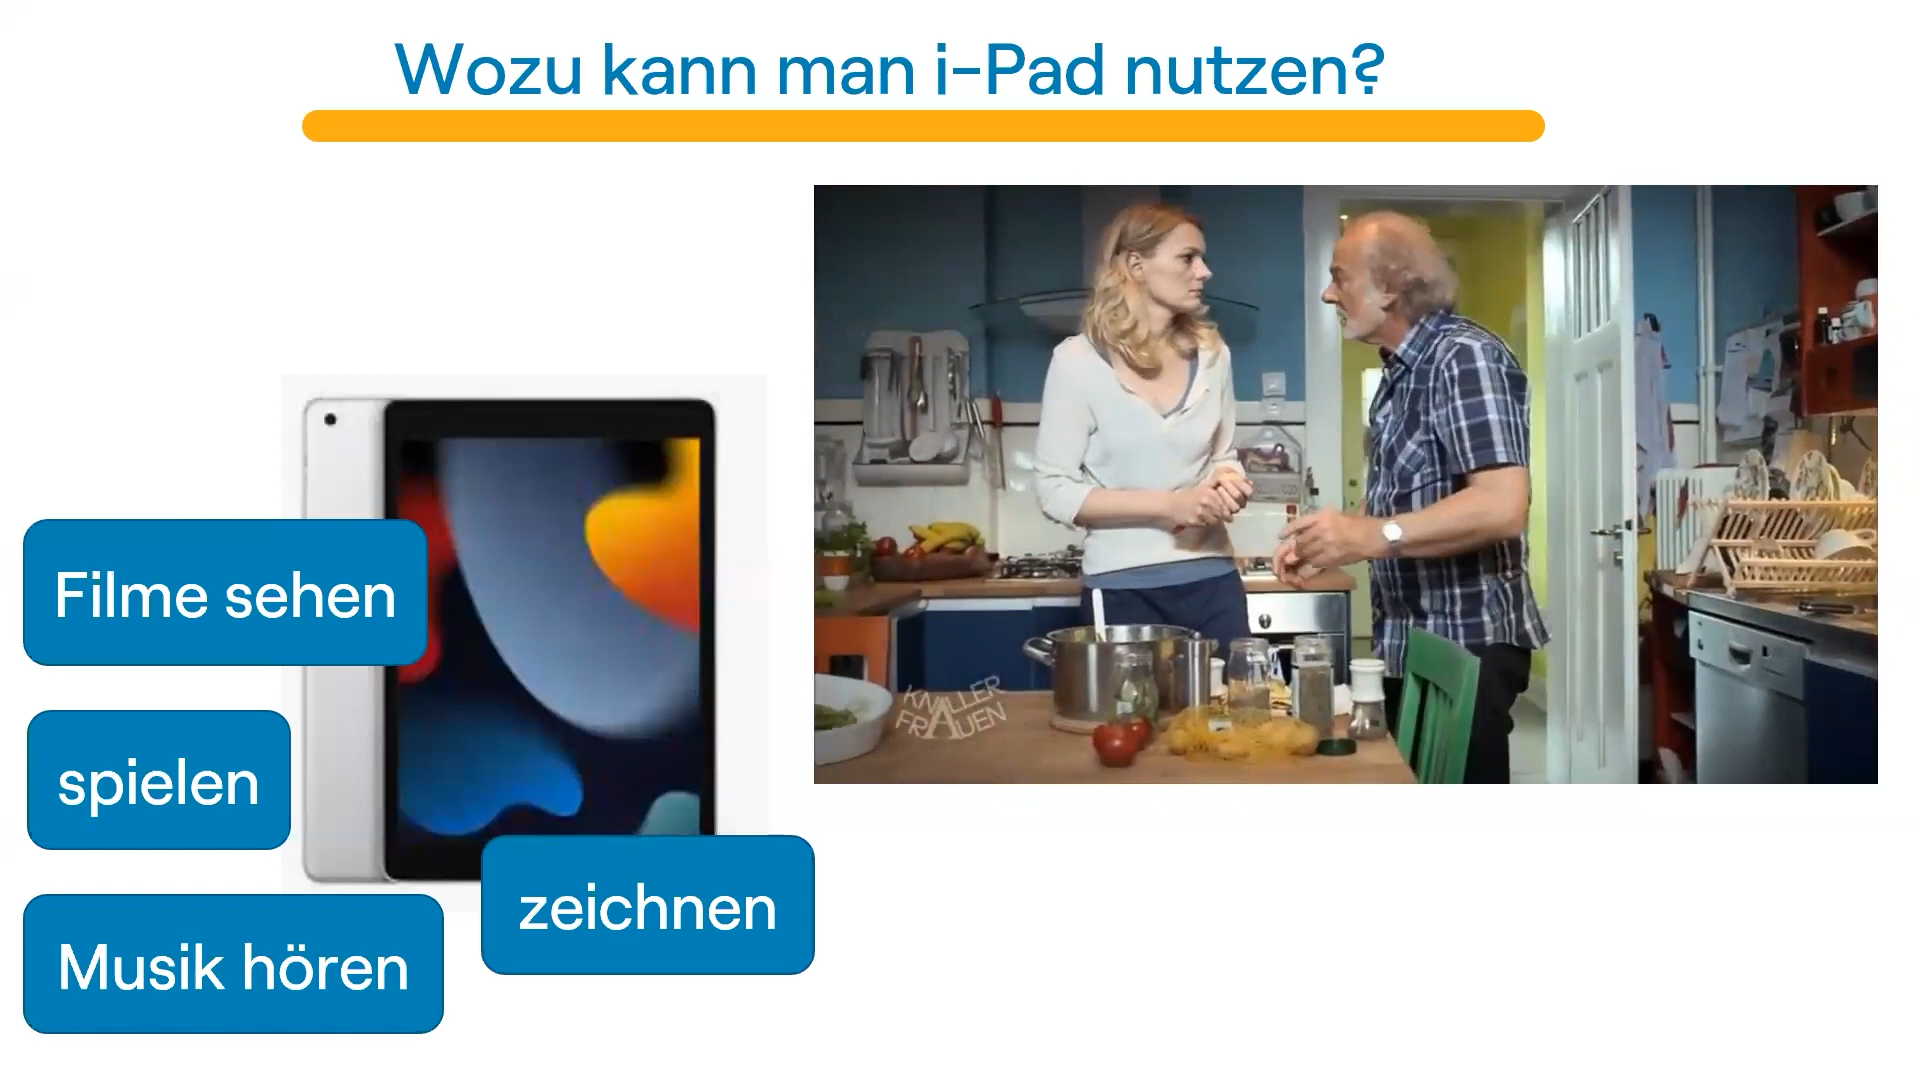 Wozu kann man i-Pad nutzen?
Filme sehen
spielen
Musik hören
zeichnen
KNALLER
FRAUEN